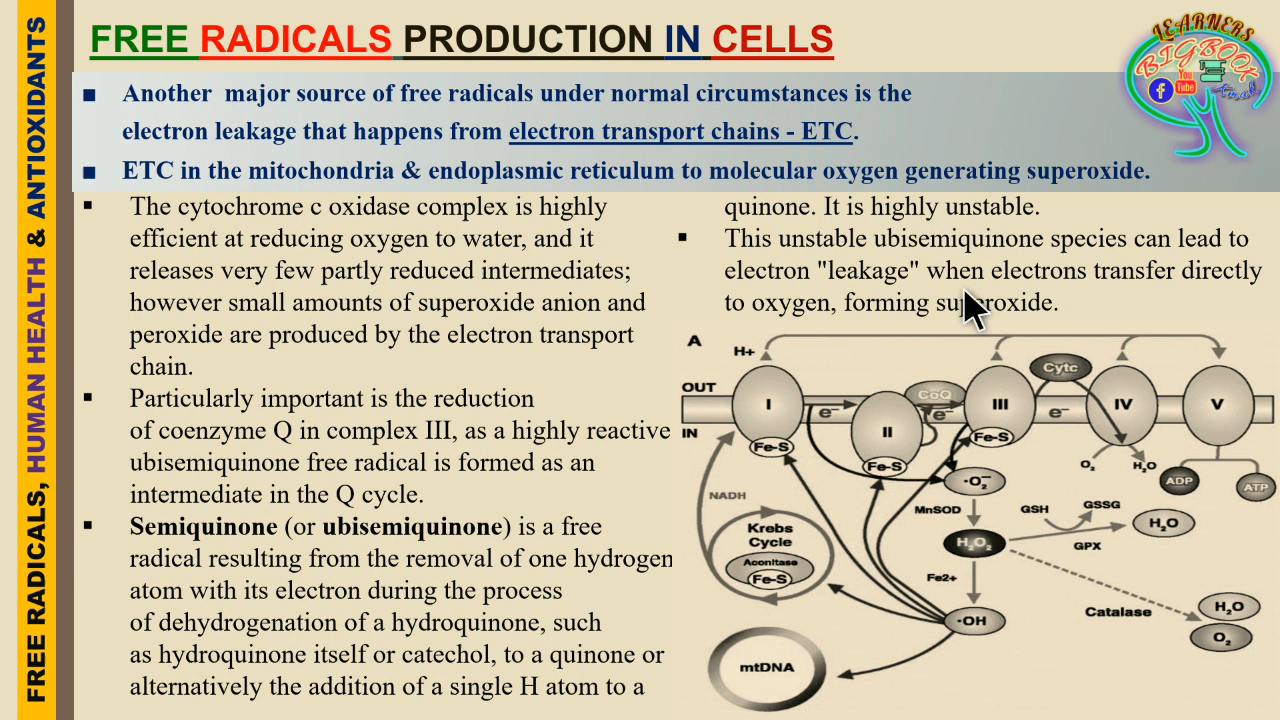 FREE RADICALS PRODUCTION IN CELLS
FREE RADICALS, HUMAN HEALTH & ANTIOXIDANTS
LEARNERS
BIGBOOK
You
Tube
■ Another major source of free radicals under normal circumstances is the
electron leakage that happens from electron transport chains - ETC.
■ ETC in the mitochondria & endoplasmic reticulum to molecular oxygen generating superoxide.
▪ The cytochrome c oxidase complex is highly
efficient at reducing oxygen to water, and it
releases very few partly reduced intermediates;
however small amounts of superoxide anion and
peroxide are produced by the electron transport
chain.
▪ Particularly important is the reduction
of coenzyme Q in complex III, as a highly reactive
ubisemiquinone free radical is formed as an
intermediate in the Q cycle.
▪ Semiquinone (or ubisemiquinone) is a free
radical resulting from the removal of one hydrogen
atom with its electron during the process
of dehydrogenation of a hydroquinone, such
as hydroquinone itself or catechol, to a quinone or
alternatively the addition of a single H atom to a
quinone. It is highly unstable.
▪ This unstable ubisemiquinone species can lead to
electron "leakage" when electrons transfer directly
to oxygen, forming superoxide.
A
H+
OUT
IN
I
Fe-S
e⁻
II
Fe-S
CoQ
e⁻
III
Fe-S
Cytc
e⁻
IV
V
O₂
H₂O
ADP
ATP
·O₂⁻
NADH
MnSOD
GSH
GSSG
H₂O
GPX
H₂O₂
Krebs
Cycle
Aconitase
Fe-S
Fe2+
·OH
Catalase
H₂O
O₂
mtDNA